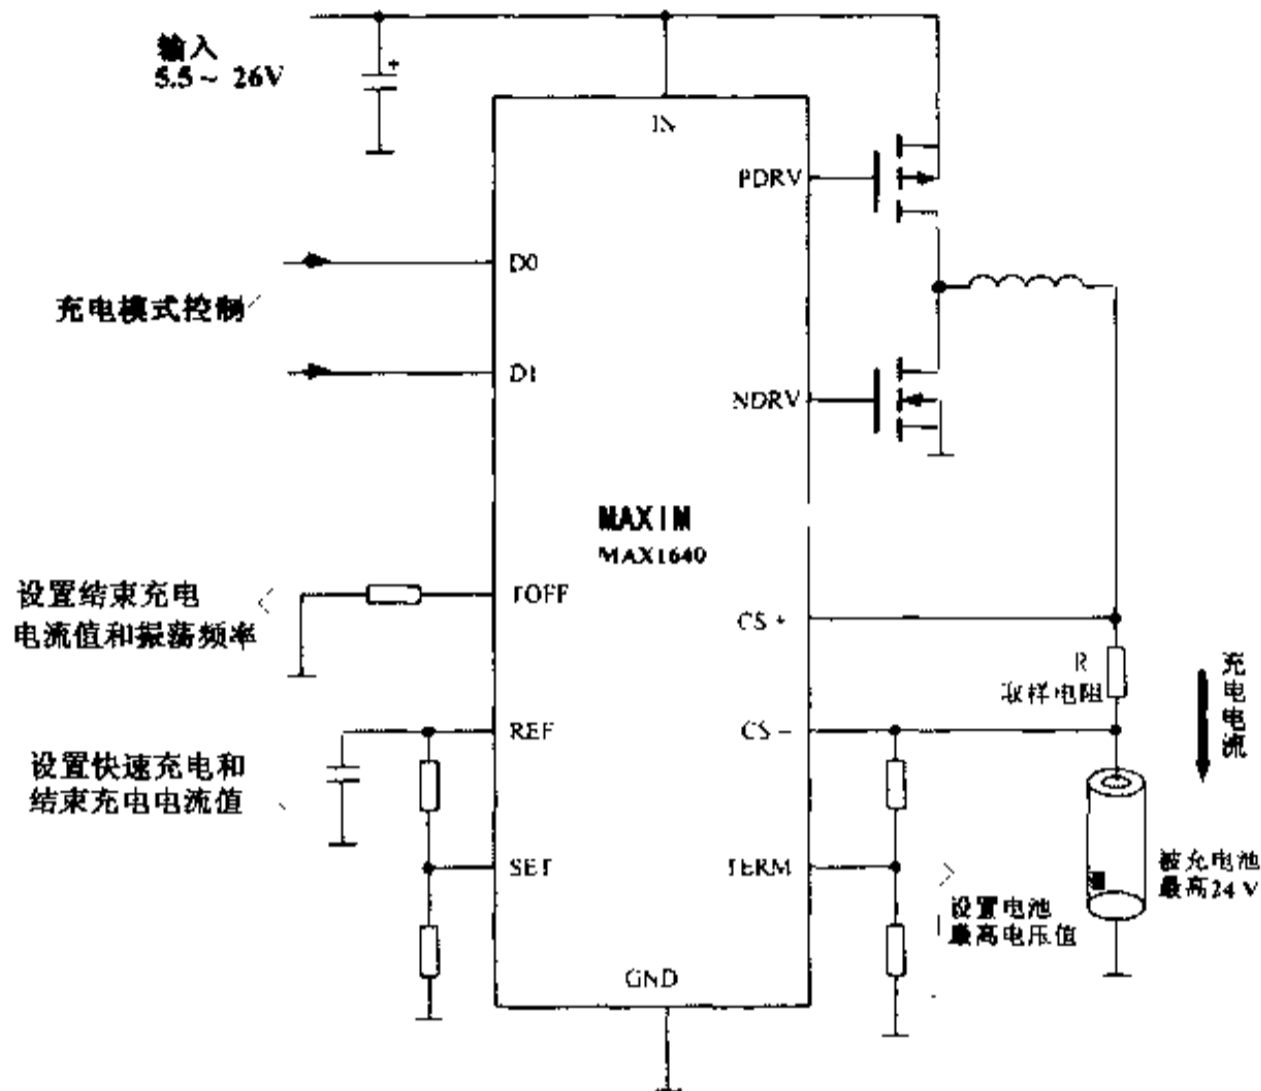 输入
5.5~ 26V
IN
PDRV
D0
充电模式控制
D1
NDRV
MAXIM
MAX1640
设置结束充电
电流值和振荡频率
TOFF
CS +
R
取样电阻
充电电流
REF
CS –
设置快速充电和
结束充电电流值
SET
TERM
被充电池
最高24 V
设置电池
最高电压值
GND